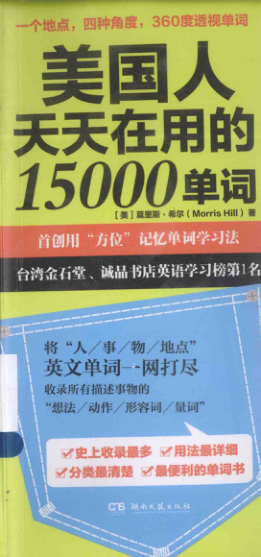 一个地点，四种角度，360度透视单词
美国人
天天在用的
15000单词
【美】莫里斯·希尔（Morris Hill）著
首创用“方位”记忆单词学习法
台湾金石堂、诚品书店英语学习榜第1名
将“人／事／物／地点”
英文单词一网打尽
收录所有描述事物的
“想法／动作／形容词／量词”
史上收录最多 用法最详细
分类最清楚 最便利的单词书
湖南文艺出版社